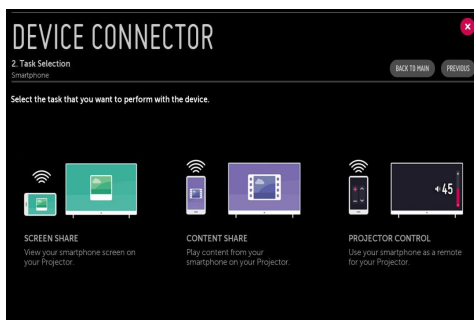 DEVICE CONNECTOR
2. Task Selection
Smartphone
BACK TO MAIN
PREVIOUS
Select the task that you want to perform with the device.
45
SCREEN SHARE
View your smartphone screen on
your Projector.
CONTENT SHARE
Play content from your
smartphone on your Projector.
PROJECTOR CONTROL
Use your smartphone as a remote
for your Projector.